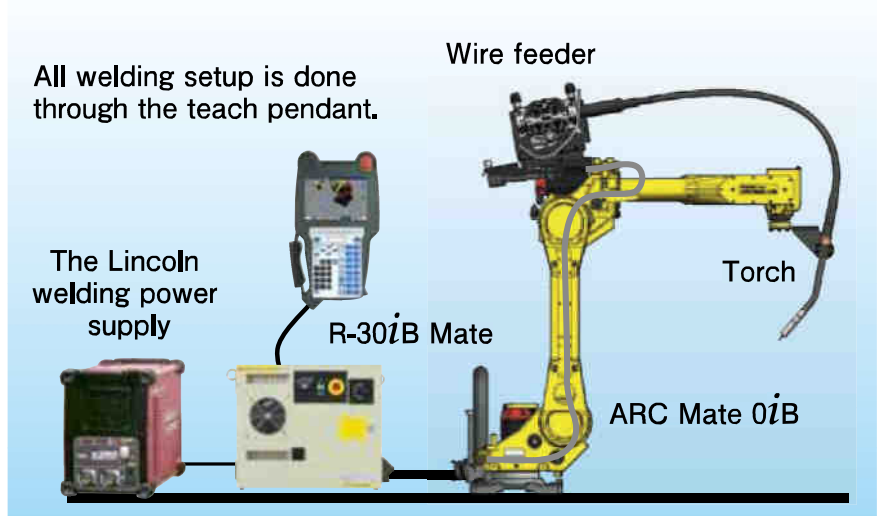 Wire feeder
All welding setup is done
through the teach pendant.
The Lincoln
welding power
supply
R-30iB Mate
Torch
ARC Mate 0iB